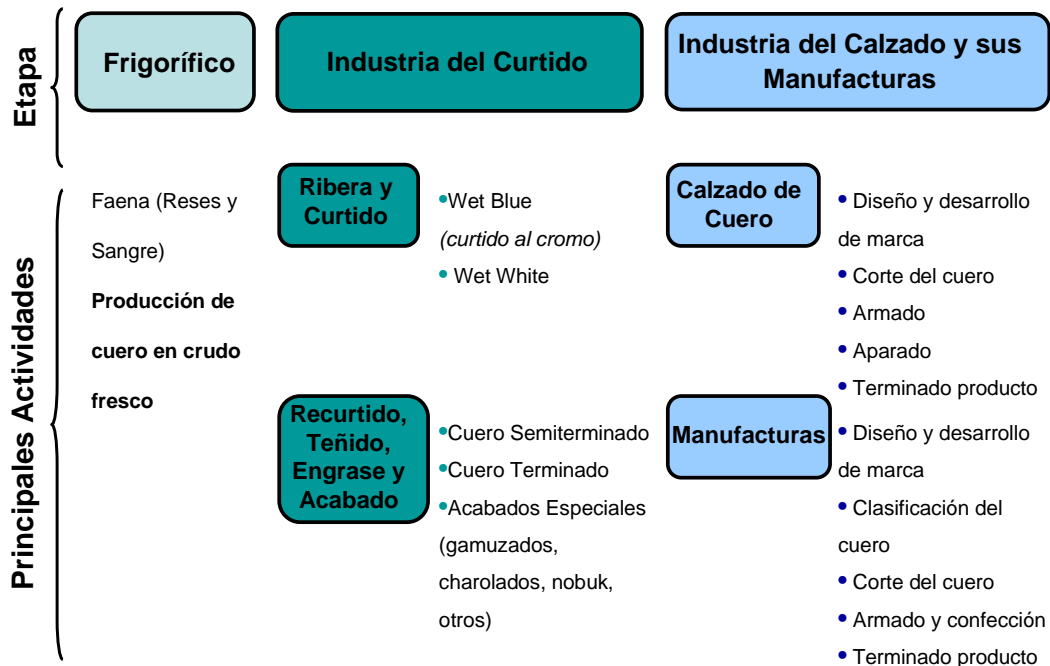 Etapa
Frigorífico
Industria del Curtido
Industria del Calzado y sus
Manufacturas
Principales Actividades
Faena (Reses y
Sangre)
Producción de
cuero en crudo
fresco
Ribera y
Curtido
•Wet Blue
(curtido al cromo)
• Wet White
Recurtido,
Teñido,
Engrase y
Acabado
•Cuero Semiterminado
•Cuero Terminado
•Acabados Especiales
(gamuzados,
charolados, nobuk,
otros)
Calzado de
Cuero
• Diseño y desarrollo
de marca
• Corte del cuero
• Armado
• Aparado
• Terminado producto
Manufacturas
• Diseño y desarrollo
de marca
• Clasificación del
cuero
• Corte del cuero
• Armado y confección
• Terminado producto